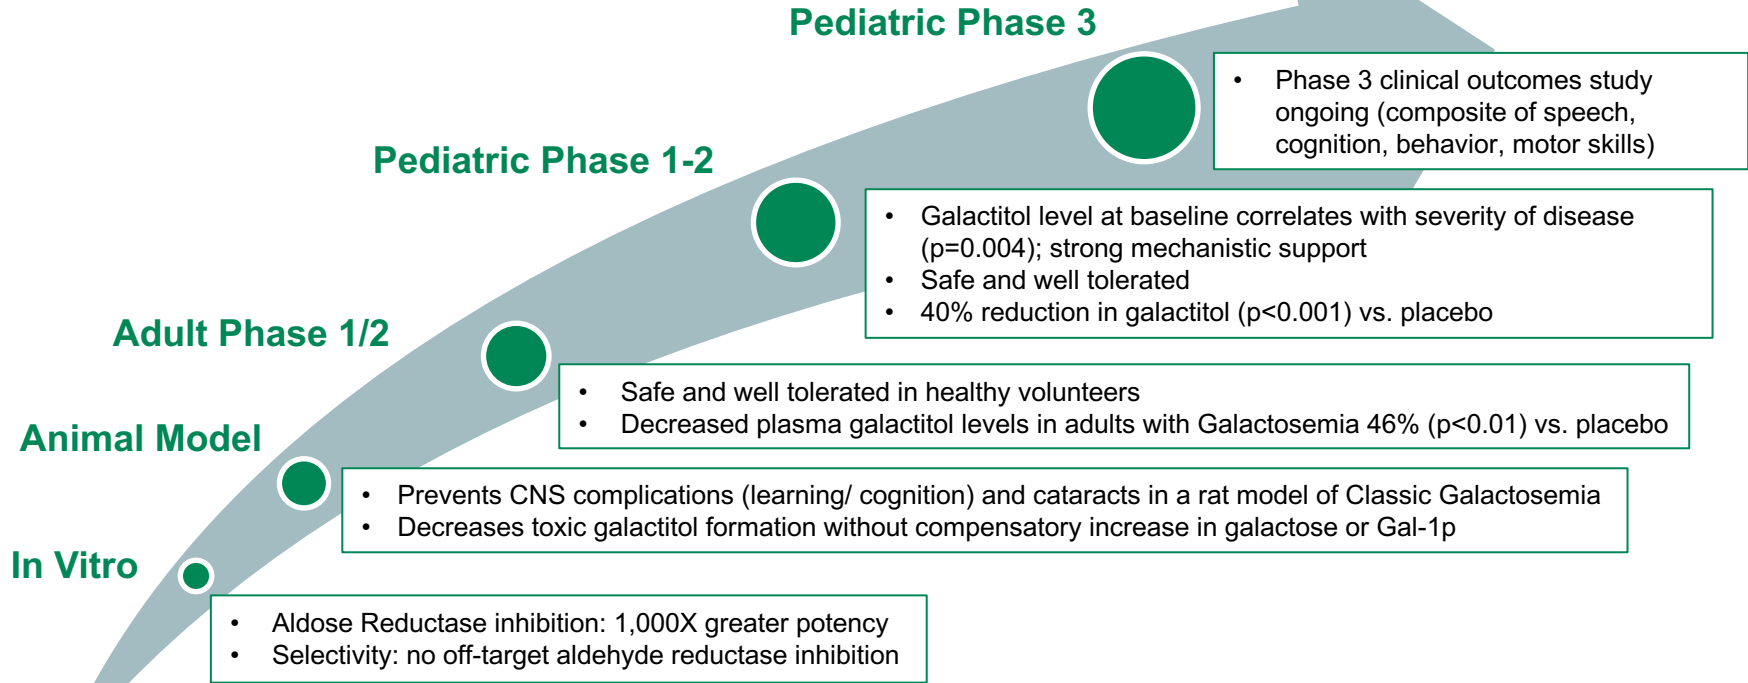 Pediatric Phase 3
• Phase 3 clinical outcomes study
ongoing (composite of speech,
cognition, behavior, motor skills)
Pediatric Phase 1-2
• Galactitol level at baseline correlates with severity of disease
(p=0.004); strong mechanistic support
• Safe and well tolerated
• 40% reduction in galactitol (p<0.001) vs. placebo
Adult Phase 1/2
• Safe and well tolerated in healthy volunteers
• Decreased plasma galactitol levels in adults with Galactosemia 46% (p<0.01) vs. placebo
Animal Model
• Prevents CNS complications (learning/ cognition) and cataracts in a rat model of Classic Galactosemia
• Decreases toxic galactitol formation without compensatory increase in galactose or Gal-1p
In Vitro
• Aldose Reductase inhibition: 1,000X greater potency
• Selectivity: no off-target aldehyde reductase inhibition